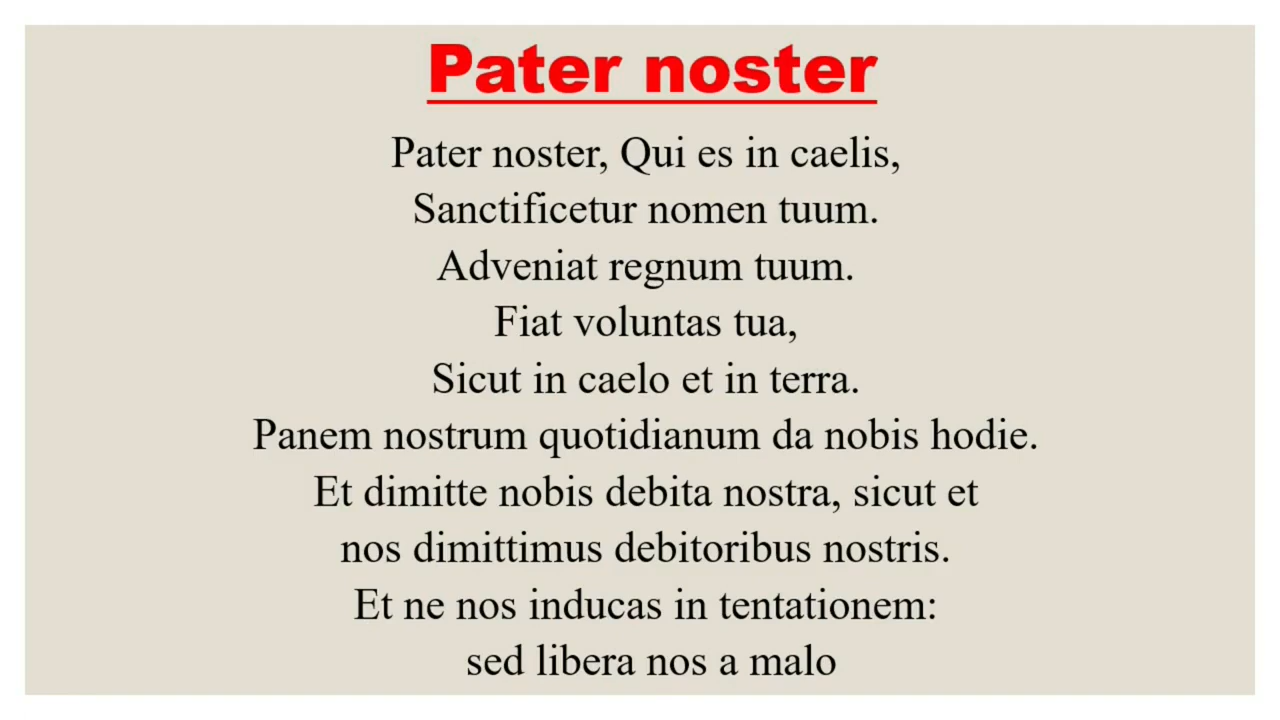 Pater noster
Pater noster, Qui es in caelis,
Sanctificetur nomen tuum.
Adveniat regnum tuum.
Fiat voluntas tua,
Sicut in caelo et in terra.
Panem nostrum quotidianum da nobis hodie.
Et dimitte nobis debita nostra, sicut et
nos dimittimus debitoribus nostris.
Et ne nos inducas in tentationem:
sed libera nos a malo